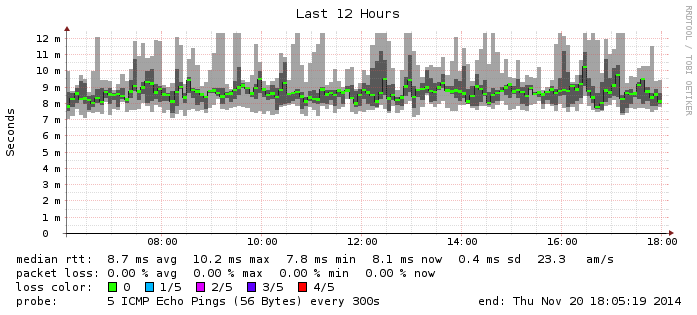 Last 12 Hours
RRDTOOL / TOBI OETIKER
Seconds
12 m
11 m
10 m
9 m
8 m
7 m
6 m
5 m
4 m
3 m
2 m
1 m
0
08:00 10:00 12:00 14:00 16:00 18:00
median rtt: 8.7 ms avg 10.2 ms max 7.8 ms min 8.1 ms now 0.4 ms sd 23.3 am/s
packet loss: 0.00 % avg 0.00 % max 0.00 % min 0.00 % now
loss color: 0 1/5 2/5 3/5 4/5
probe: 5 ICMP Echo Pings (56 Bytes) every 300s end: Thu Nov 20 18:05:19 2014